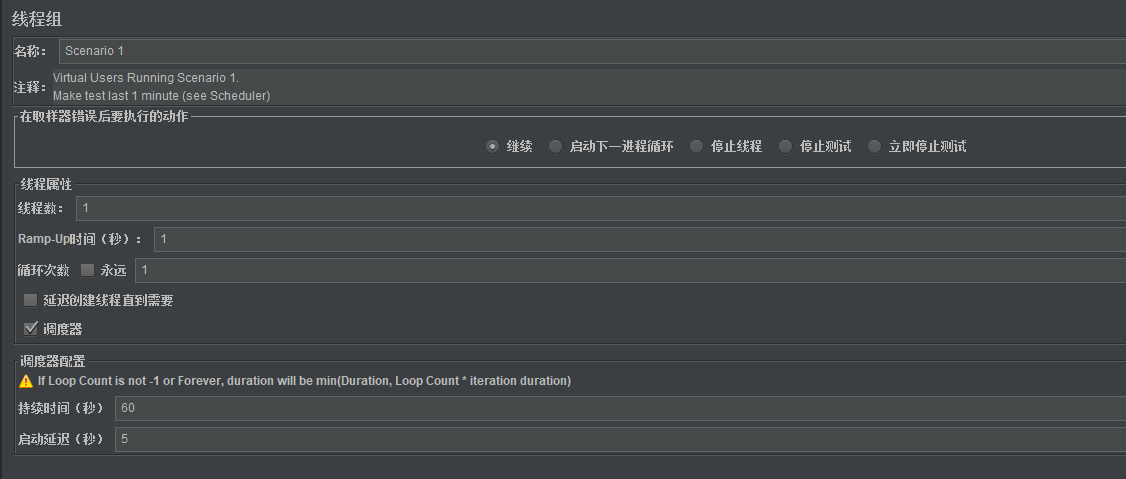 线程组
名称： Scenario 1
注释： Virtual Users Running Scenario 1.
Make test last 1 minute (see Scheduler)
在取样器错误后要执行的动作
继续 启动下一进程循环 停止线程 停止测试 立即停止测试
线程属性
线程数： 1
Ramp-Up时间（秒）： 1
循环次数 永远 1
延迟创建线程直到需要
调度器
调度器配置
If Loop Count is not -1 or Forever, duration will be min(Duration, Loop Count * iteration duration)
持续时间（秒） 60
启动延迟（秒） 5